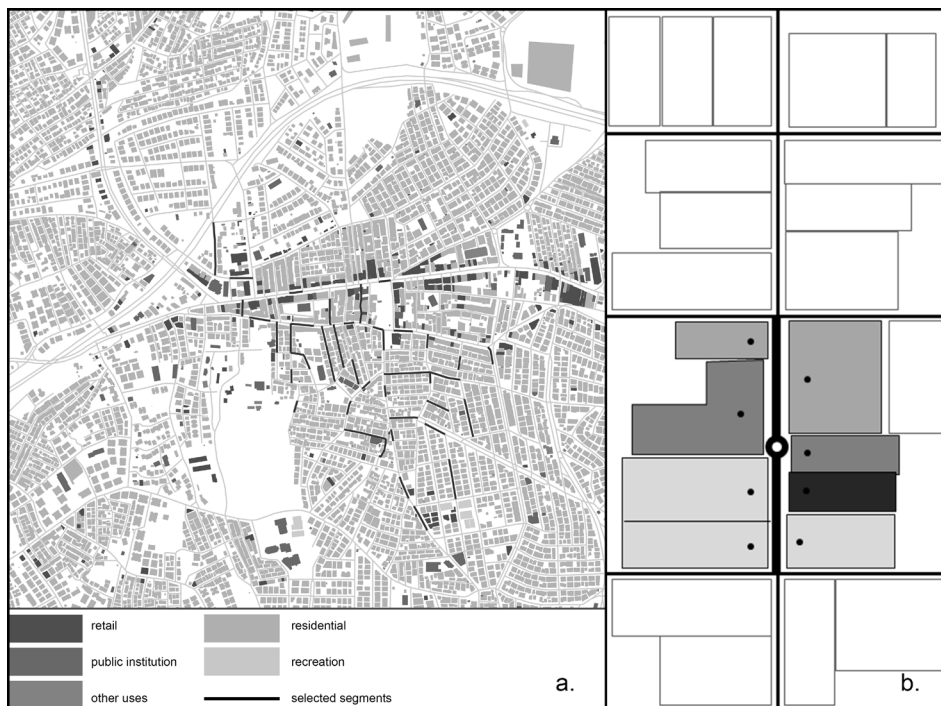 retail
residential
public institution
recreation
other uses
selected segments
a.
b.